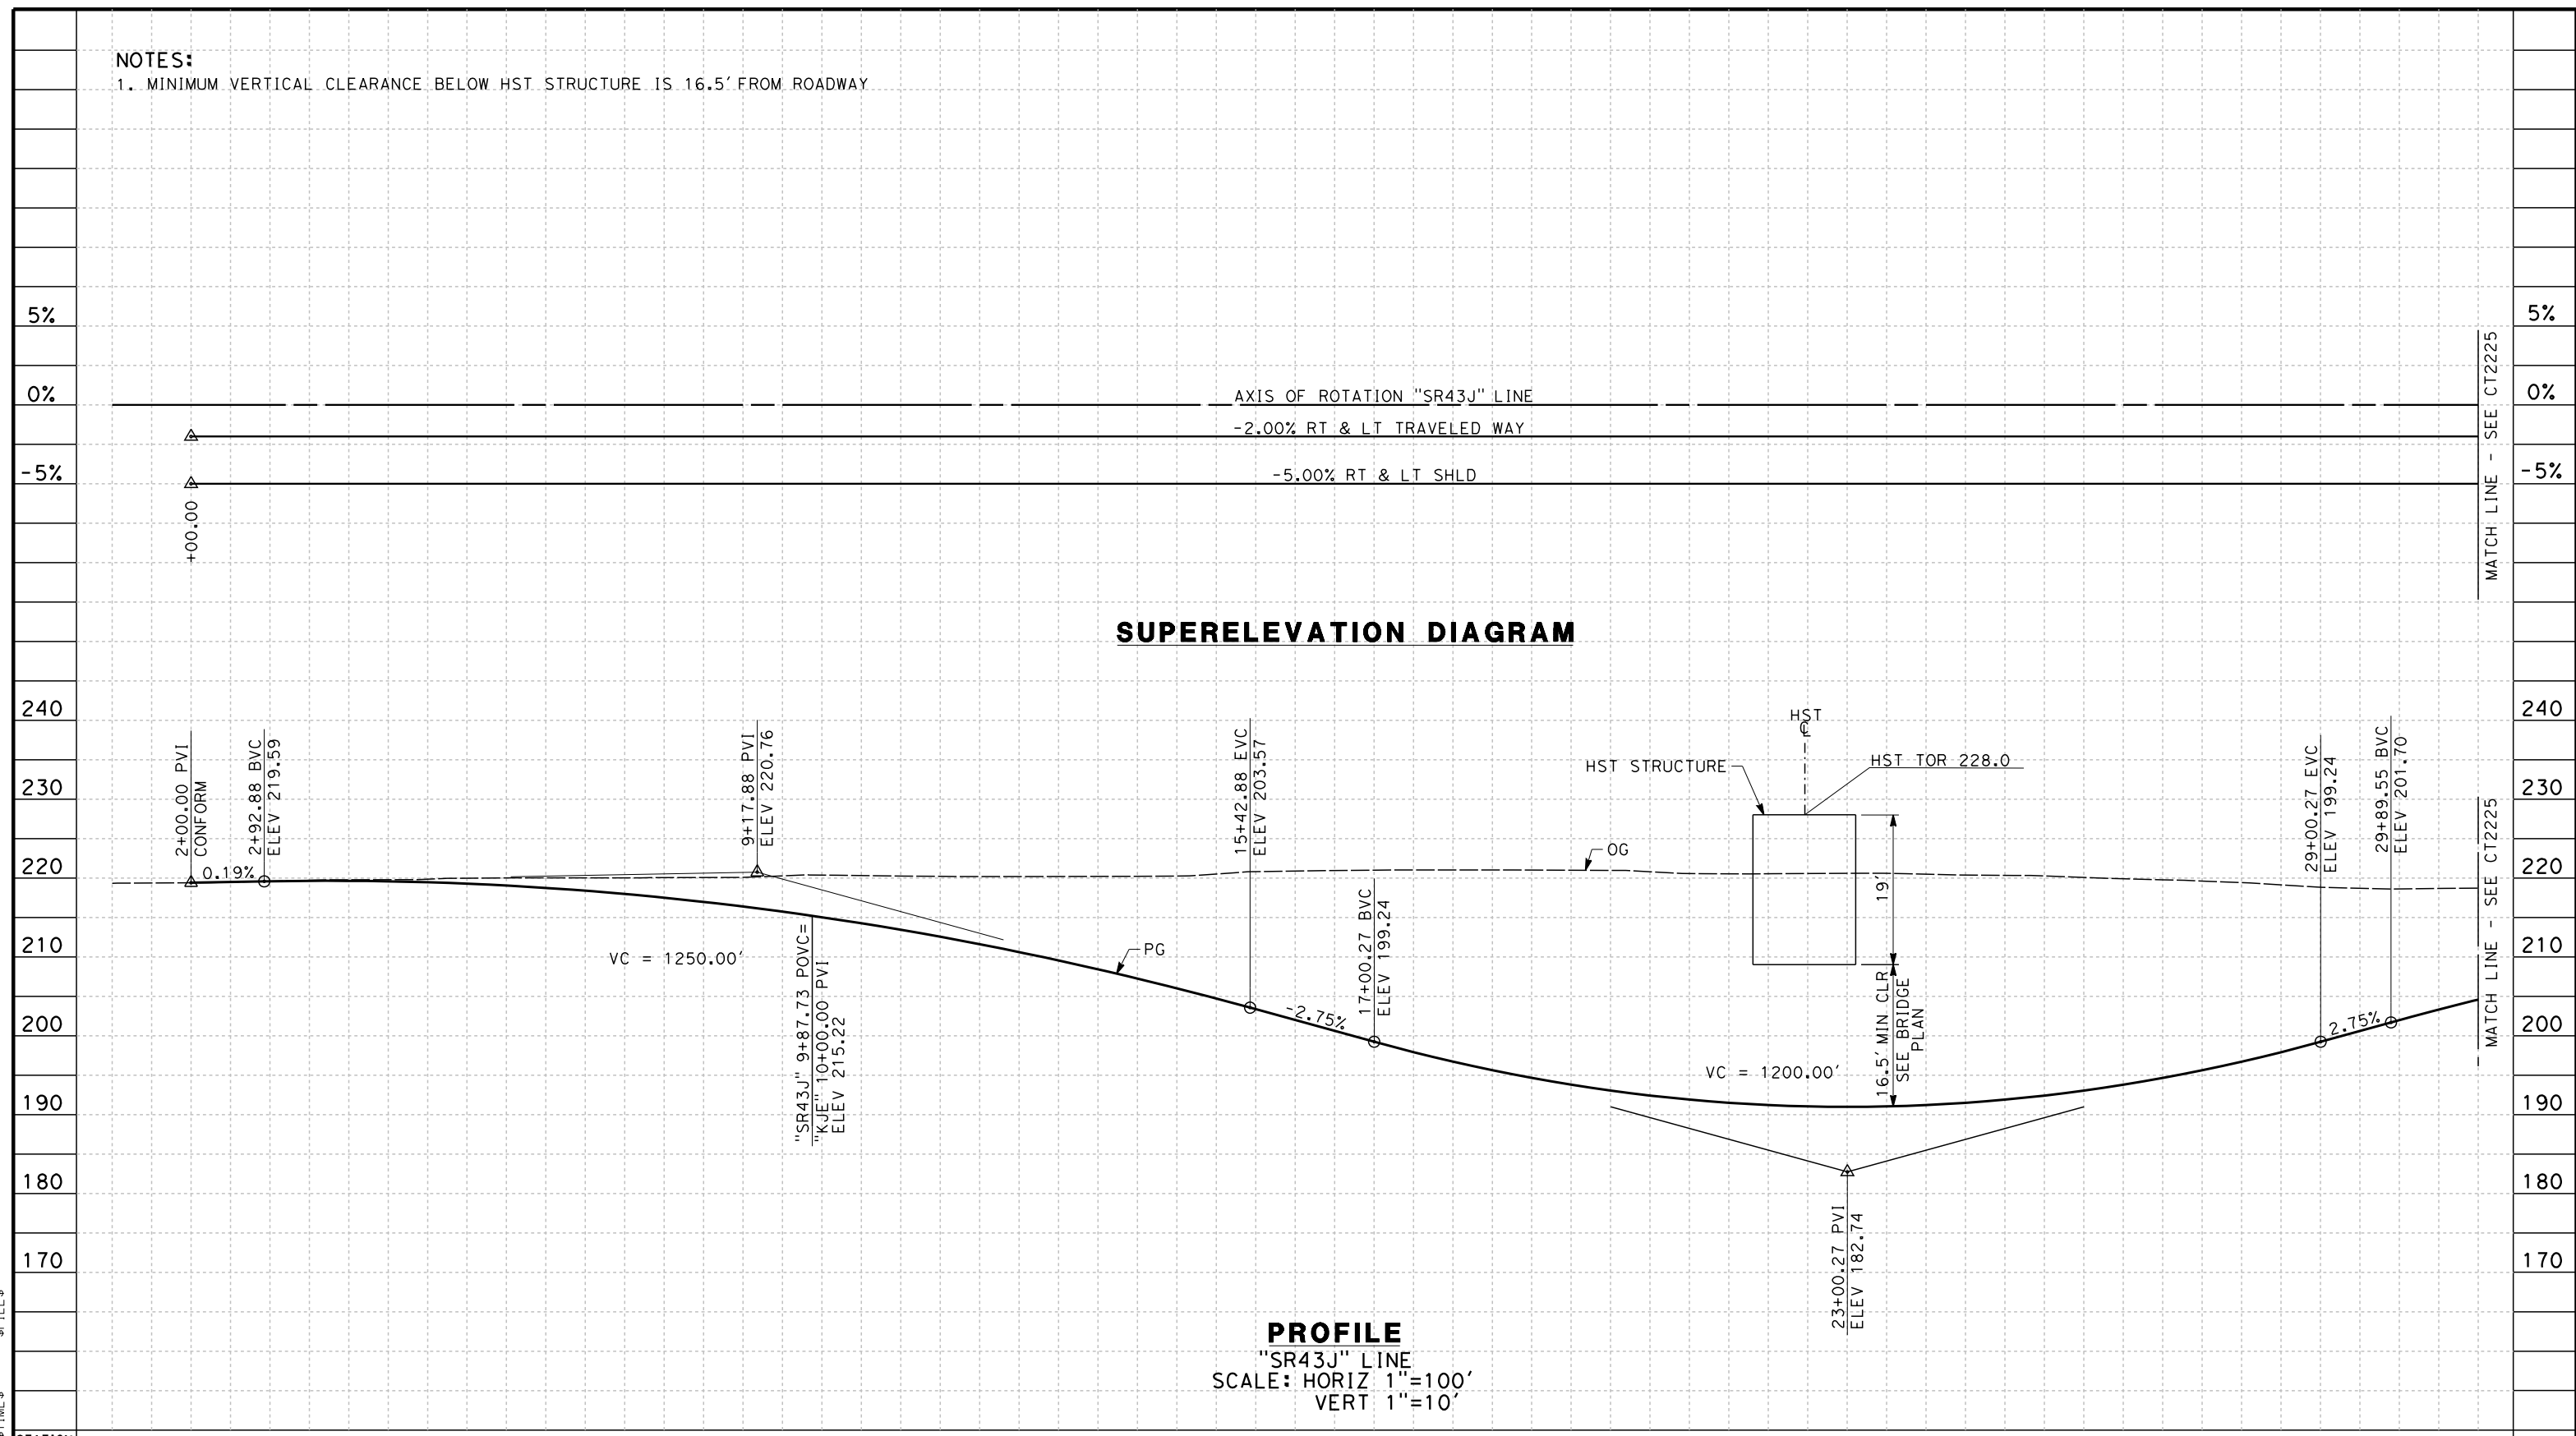 NOTES:
1. MINIMUM VERTICAL CLEARANCE BELOW HST STRUCTURE IS 16.5' FROM ROADWAY
5%
5%
0%
0%
-5%
-5%
AXIS OF ROTATION "SR43J" LINE
-2.00% RT & LT TRAVELED WAY
-5.00% RT & LT SHLD
+00.00
MATCH LINE - SEE CT2225
SUPERELEVATION DIAGRAM
240
230
220
210
200
190
180
170
2+00.00 PVI
CONFORM
0.19%
2+92.88 BVC
ELEV 219.59
9+17.88 PVI
ELEV 220.76
VC = 1250.00'
"SR43J" 9+87.73 POVC=
"KJE" 10+00.00 PVI
ELEV 215.22
PG
15+42.88 EVC
ELEV 203.57
-2.75%
17+00.27 BVC
ELEV 199.24
OG
HST STRUCTURE
HST
℄
HST TOR 228.0
19'
16.5' MIN CLR
SEE BRIDGE
PLAN
VC = 1200.00'
23+00.27 PVI
ELEV 182.74
29+00.27 EVC
ELEV 199.24
2.75%
29+89.55 BVC
ELEV 201.70
MATCH LINE - SEE CT2225
240
230
220
210
200
190
180
170
PROFILE
"SR43J" LINE
SCALE: HORIZ 1"=100'
VERT 1"=10'